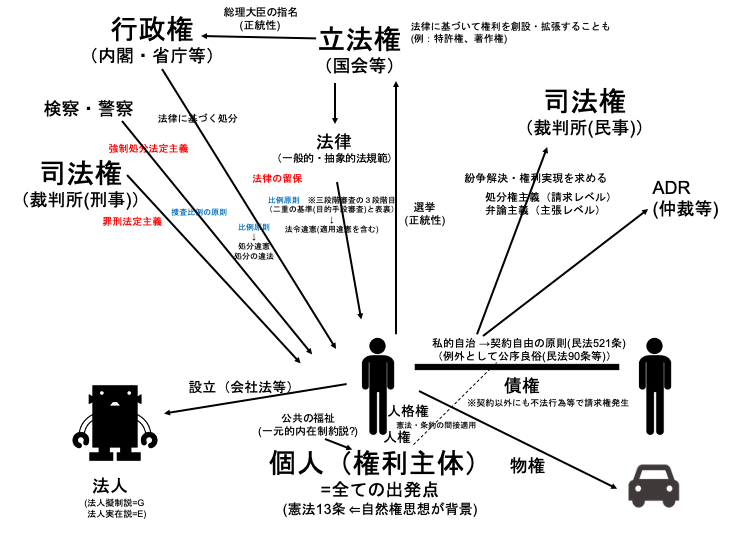 行政権
(内閣・省庁等)
総理大臣の指名
(正統性)
立法権
(国会等)
法律に基づいて権利を創設・拡張することも
(例:特許権、著作権)
検察・警察
法律に基づく処分
強制処分法定主義
司法権
(裁判所(刑事))
罪刑法定主義
捜査比例の原則
法律
(一般的・抽象的法規範)
法律の留保
比例原則 ※三段階審査の3段階目
(二重の基準(目的手段審査)と表裏)
↓
法令違憲(適用違憲を含む)
比例原則
↓
処分違憲
処分の違法
選挙
(正統性)
司法権
(裁判所(民事))
紛争解決・権利実現を求める
処分権主義(請求レベル)
弁論主義(主張レベル)
ADR
(仲裁等)
私的自治 →契約自由の原則(民法521条)
(例外として公序良俗(民法90条等))
債権
※契約以外にも不法行為等で請求権発生
設立(会社法等)
公共の福祉
(一元的内在制約説?)
人格権
憲法・条約の間接適用
人権
個人(権利主体)
=全ての出発点
(憲法13条 ⇐自然権思想が背景)
物権
法人
(法人擬制説=G
法人実在説=E)